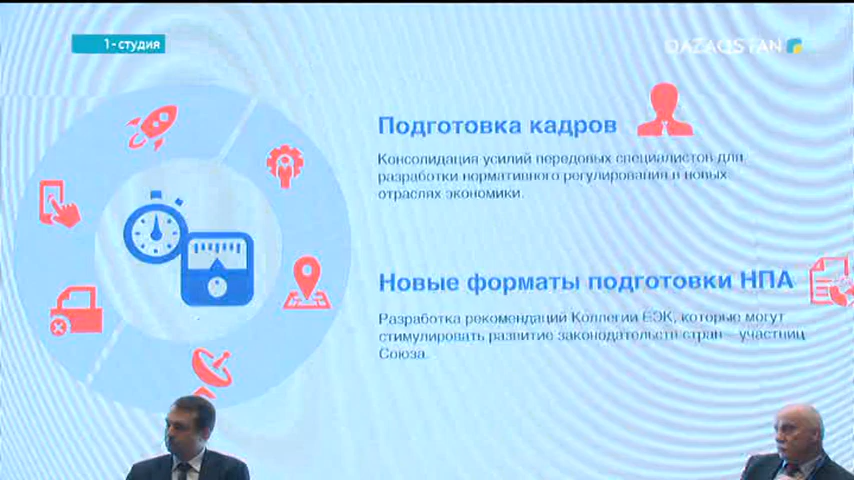 1-студия
QAZAQSTAN
Подготовка кадров
Консолидация усилий передовых специалистов для
разработки нормативного регулирования в новых
отраслях экономики.
Новые форматы подготовки НПА
Разработка рекомендаций Коллегии ЕЭК, которые могут
стимулировать развитие законодательств стран – участниц
Союза.